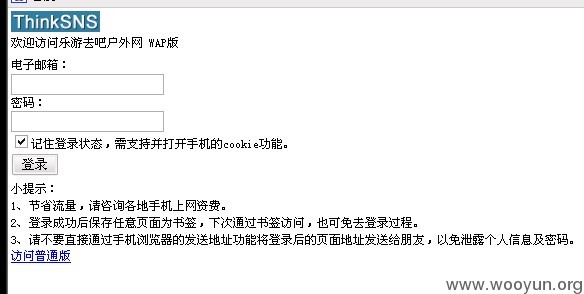 ThinkSNS
欢迎访问乐游去吧户外网 WAP版
电子邮箱：
密码：
记住登录状态，需支持并打开手机的cookie功能。
登录
小提示：
1、节省流量，请咨询各地手机上网资费。
2、登录成功后保存任意页面为书签，下次通过书签访问，也可免去登录过程。
3、请不要直接通过手机浏览器的发送地址功能将登录后的页面地址发送给朋友，以免泄露个人信息及密码。
访问普通版
www.wooyun.org